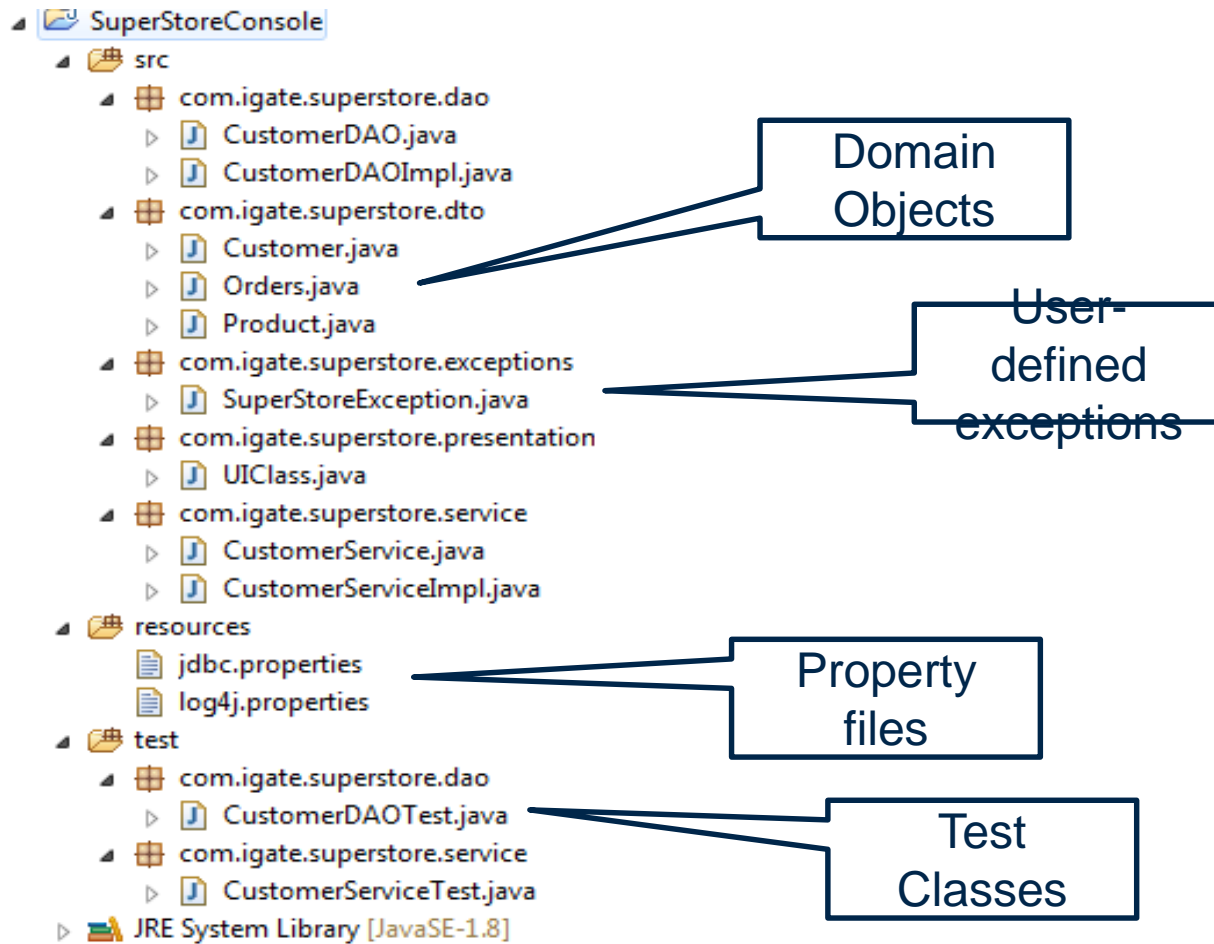 SuperStoreConsole
src
com.igate.superstore.dao
CustomerDAO.java
CustomerDAOImpl.java
com.igate.superstore.dto
Customer.java
Orders.java
Product.java
com.igate.superstore.exceptions
SuperStoreException.java
com.igate.superstore.presentation
UIClass.java
com.igate.superstore.service
CustomerService.java
CustomerServiceImpl.java
resources
jdbc.properties
log4j.properties
test
com.igate.superstore.dao
CustomerDAOTest.java
com.igate.superstore.service
CustomerServiceTest.java
JRE System Library [JavaSE-1.8]
Domain
Objects
User-
defined
exceptions
Property
files
Test
Classes